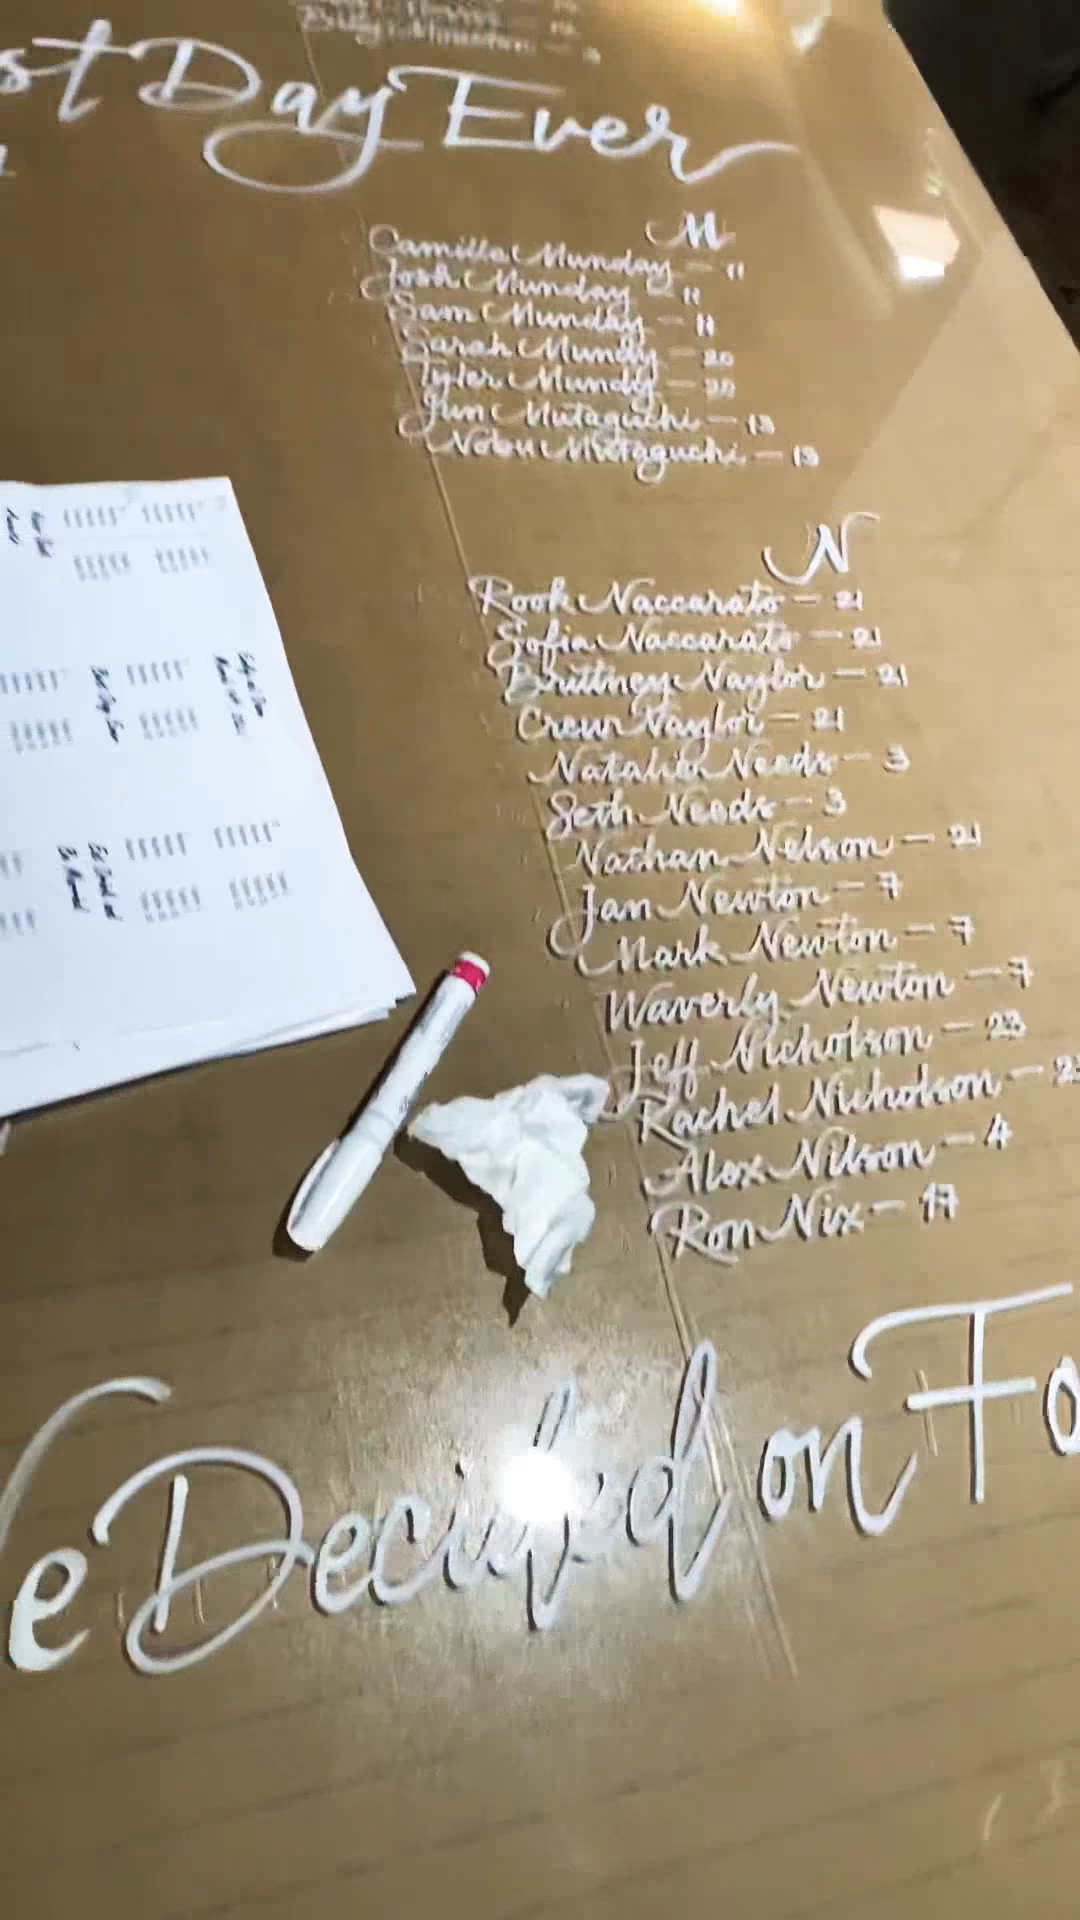 st Day Ever
M
Camille Munday - 11
Josh Munday - 11
Sam Munday - 11
Sarah Mundy - 20
Tyler Mundy - 20
Jun Mutaguchi - 13
Nobu Mutaguchi - 13
N
Rook Naccarato - 21
Sofia Naccarato - 21
Brittney Naylor - 21
Crew Naylor - 21
Natalie Needs - 3
Seth Needs - 3
Nathan Nelson - 21
Jan Newton - 7
Mark Newton - 7
Waverly Newton - 7
Jeff Nicholson - 23
Rachel Nicholson - 2
Alex Nilson - 4
Ron Nix - 17
e Decided on Fo